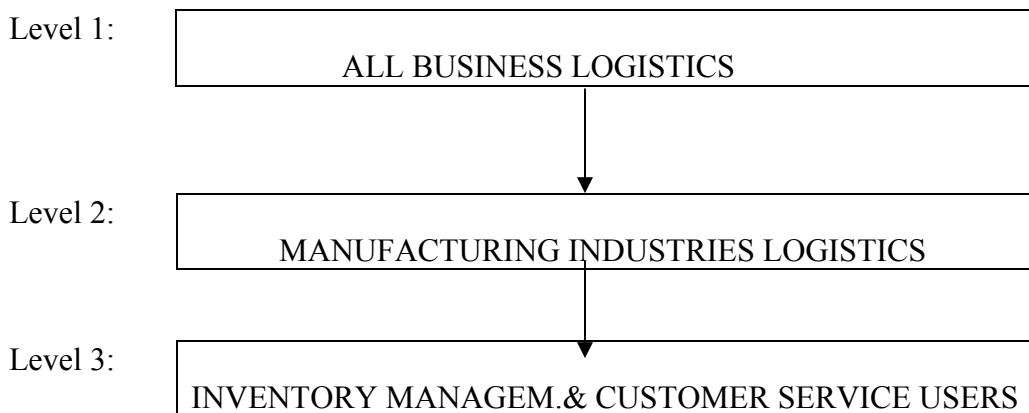 Level 1:
ALL BUSINESS LOGISTICS
Level 2:
MANUFACTURING INDUSTRIES LOGISTICS
Level 3:
INVENTORY MANAGEM.& CUSTOMER SERVICE USERS